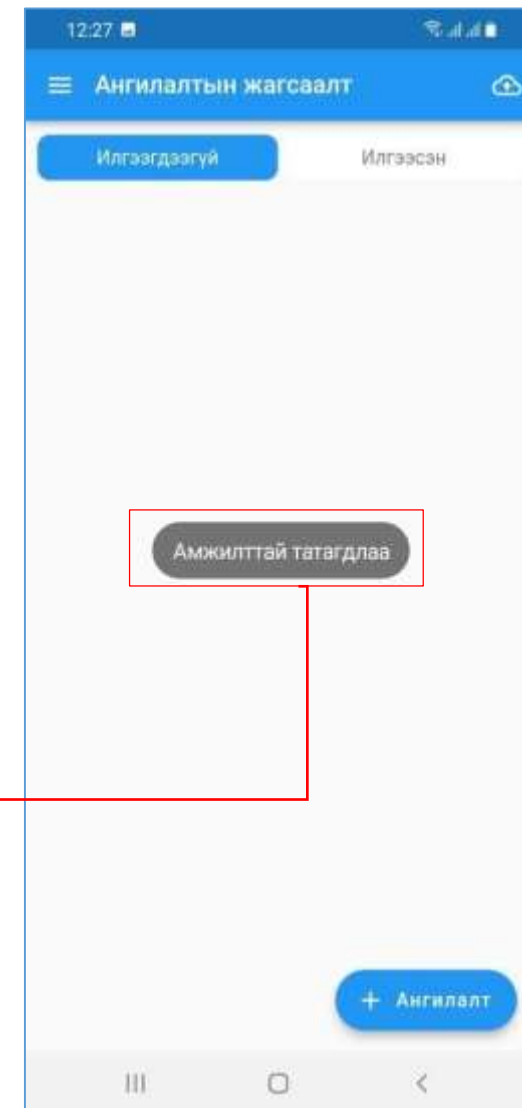 12:27
Ангилалтын жагсаалт
Илгээгдээгүй
Илгээсэн
Амжилттай татагдлаа
+ Ангилалт